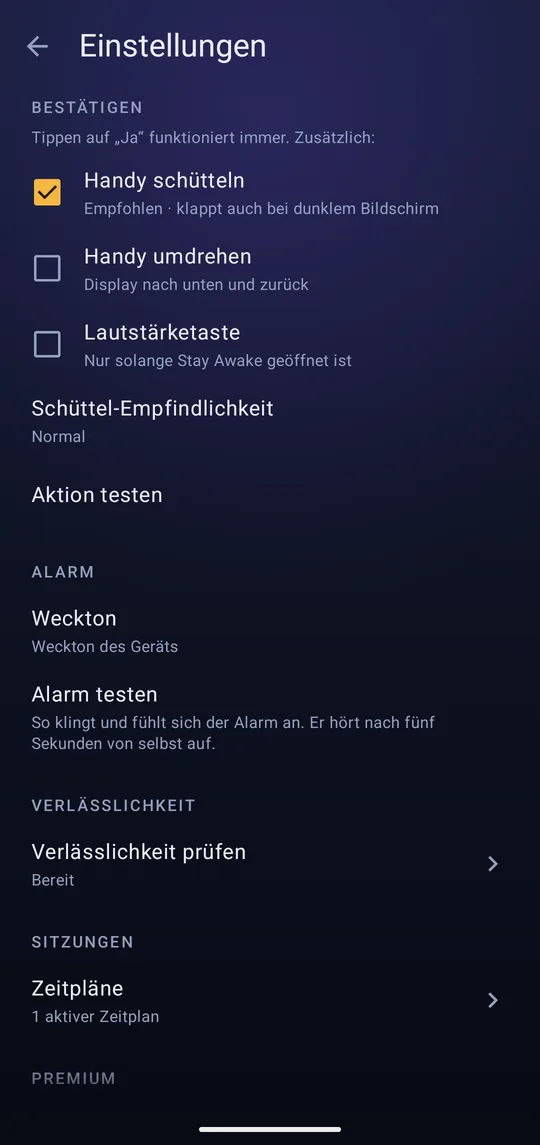 Einstellungen
BESTÄTIGEN
Tippen auf „Ja“ funktioniert immer. Zusätzlich:
Handy schütteln
Empfohlen · klappt auch bei dunklem Bildschirm
Handy umdrehen
Display nach unten und zurück
Lautstärketaste
Nur solange Stay Awake geöffnet ist
Schüttel-Empfindlichkeit
Normal
Aktion testen
ALARM
Weckton
Weckton des Geräts
Alarm testen
So klingt und fühlt sich der Alarm an. Er hört nach fünf
Sekunden von selbst auf.
VERLÄSSLICHKEIT
Verlässlichkeit prüfen
Bereit
SITZUNGEN
Zeitpläne
1 aktiver Zeitplan
PREMIUM